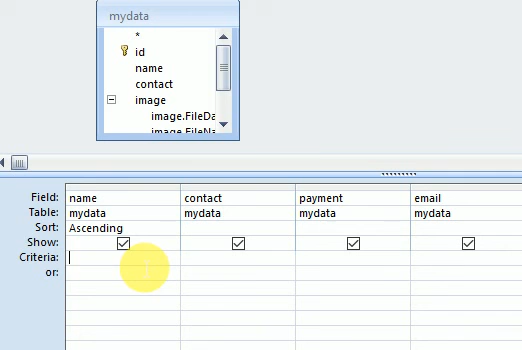 mydata
*
id
name
contact
image
image.FileDa
image.FileNa
Field: name contact payment email
Table: mydata mydata mydata mydata
Sort: Ascending
Show:
Criteria:
or: